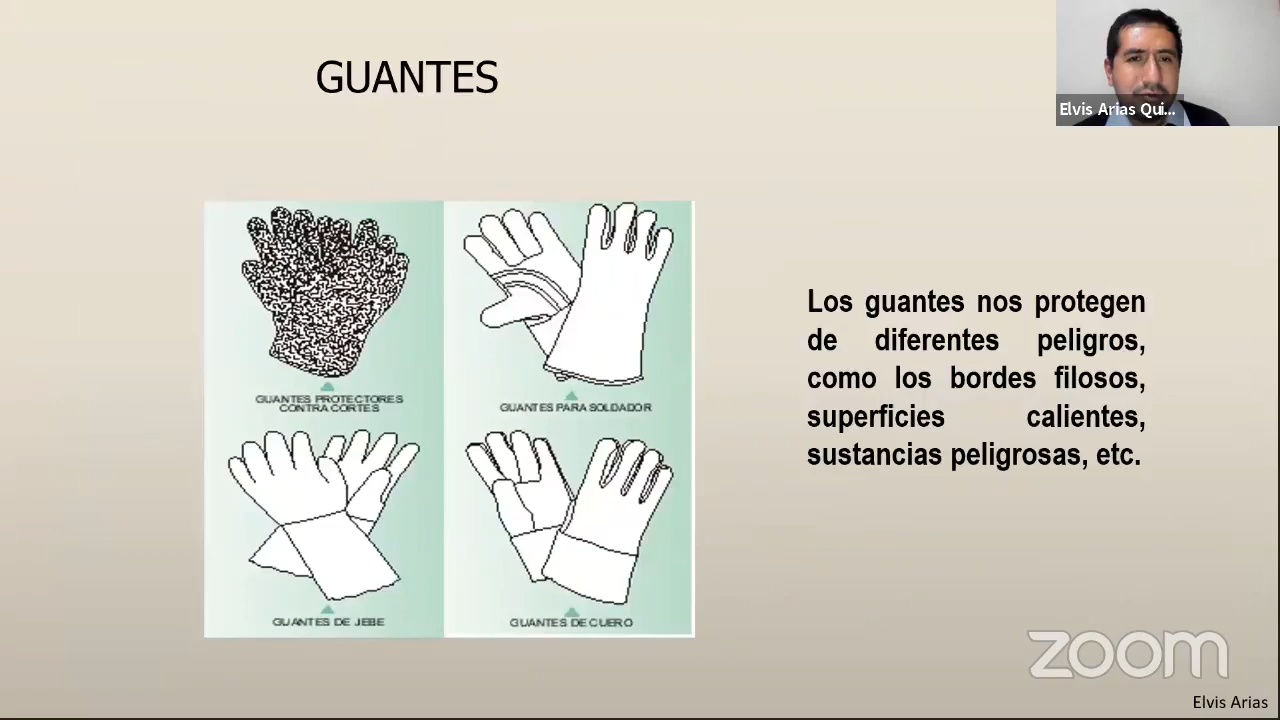 GUANTES
Elvis Arias Qui...
GUANTES PROTECTORES
CONTRA CORTES
GUANTES PARA SOLDADOR
GUANTES DE JEBE
GUANTES DE CUERO
Los guantes nos protegen
de diferentes peligros,
como los bordes filosos,
superficies calientes,
sustancias peligrosas, etc.
zoom
Elvis Arias